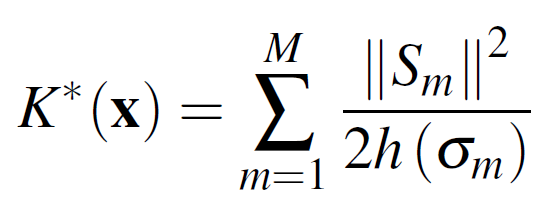 K*(𝐱) = ∑_{m=1}^{M} ‖S_m‖² / 2h(σ_m)